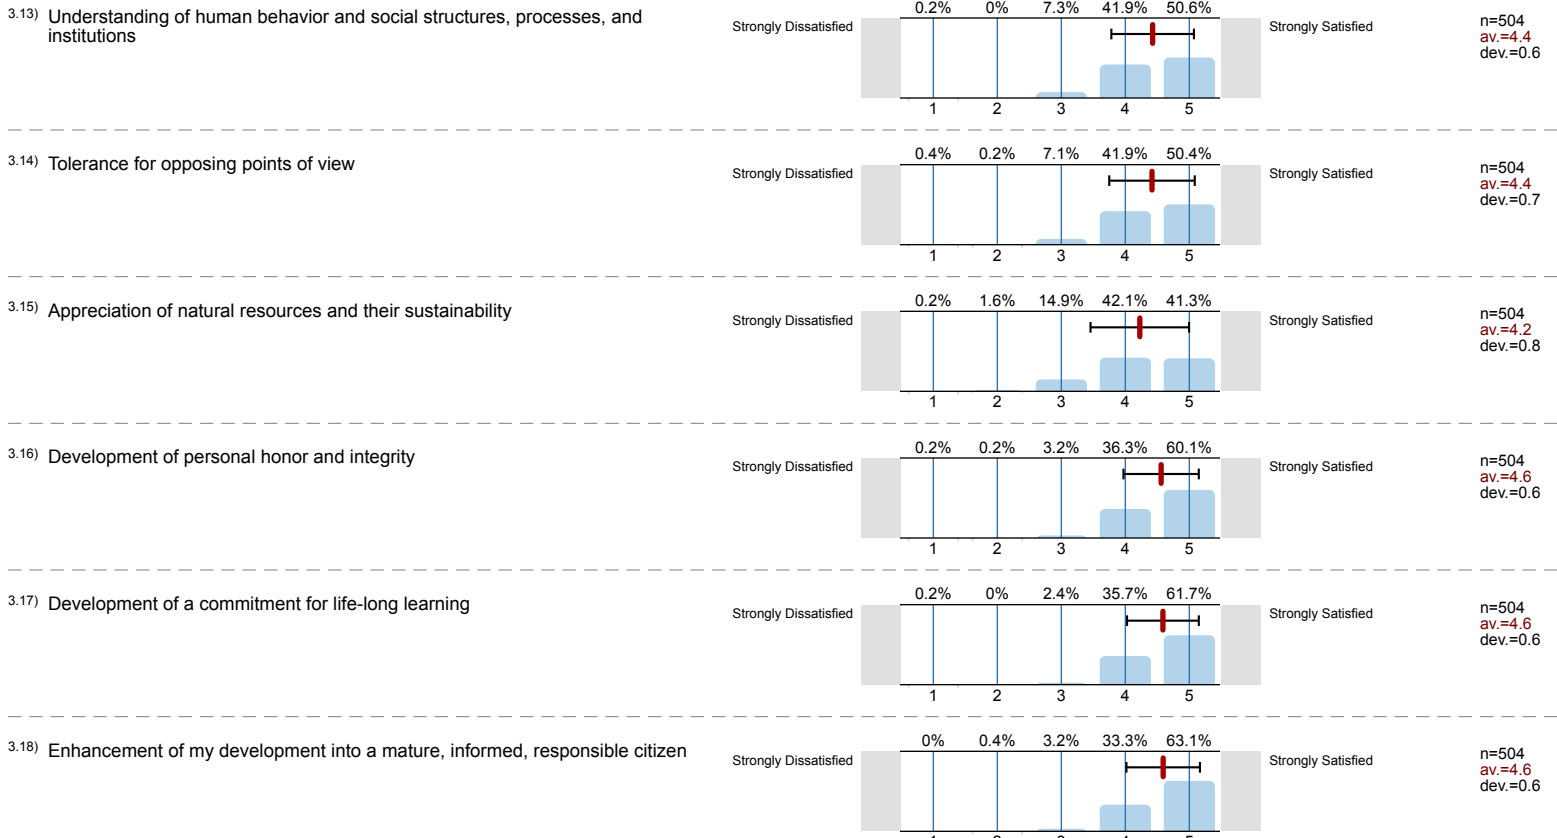 3.13) Understanding of human behavior and social structures, processes, and
institutions
Strongly Dissatisfied
0.2% 0% 7.3% 41.9% 50.6%
1 2 3 4 5
Strongly Satisfied
n=504
av.=4.4
dev.=0.6
3.14) Tolerance for opposing points of view
Strongly Dissatisfied
0.4% 0.2% 7.1% 41.9% 50.4%
1 2 3 4 5
Strongly Satisfied
n=504
av.=4.4
dev.=0.7
3.15) Appreciation of natural resources and their sustainability
Strongly Dissatisfied
0.2% 1.6% 14.9% 42.1% 41.3%
1 2 3 4 5
Strongly Satisfied
n=504
av.=4.2
dev.=0.8
3.16) Development of personal honor and integrity
Strongly Dissatisfied
0.2% 0.2% 3.2% 36.3% 60.1%
1 2 3 4 5
Strongly Satisfied
n=504
av.=4.6
dev.=0.6
3.17) Development of a commitment for life-long learning
Strongly Dissatisfied
0.2% 0% 2.4% 35.7% 61.7%
1 2 3 4 5
Strongly Satisfied
n=504
av.=4.6
dev.=0.6
3.18) Enhancement of my development into a mature, informed, responsible citizen
Strongly Dissatisfied
0% 0.4% 3.2% 33.3% 63.1%
Strongly Satisfied
n=504
av.=4.6
dev.=0.6